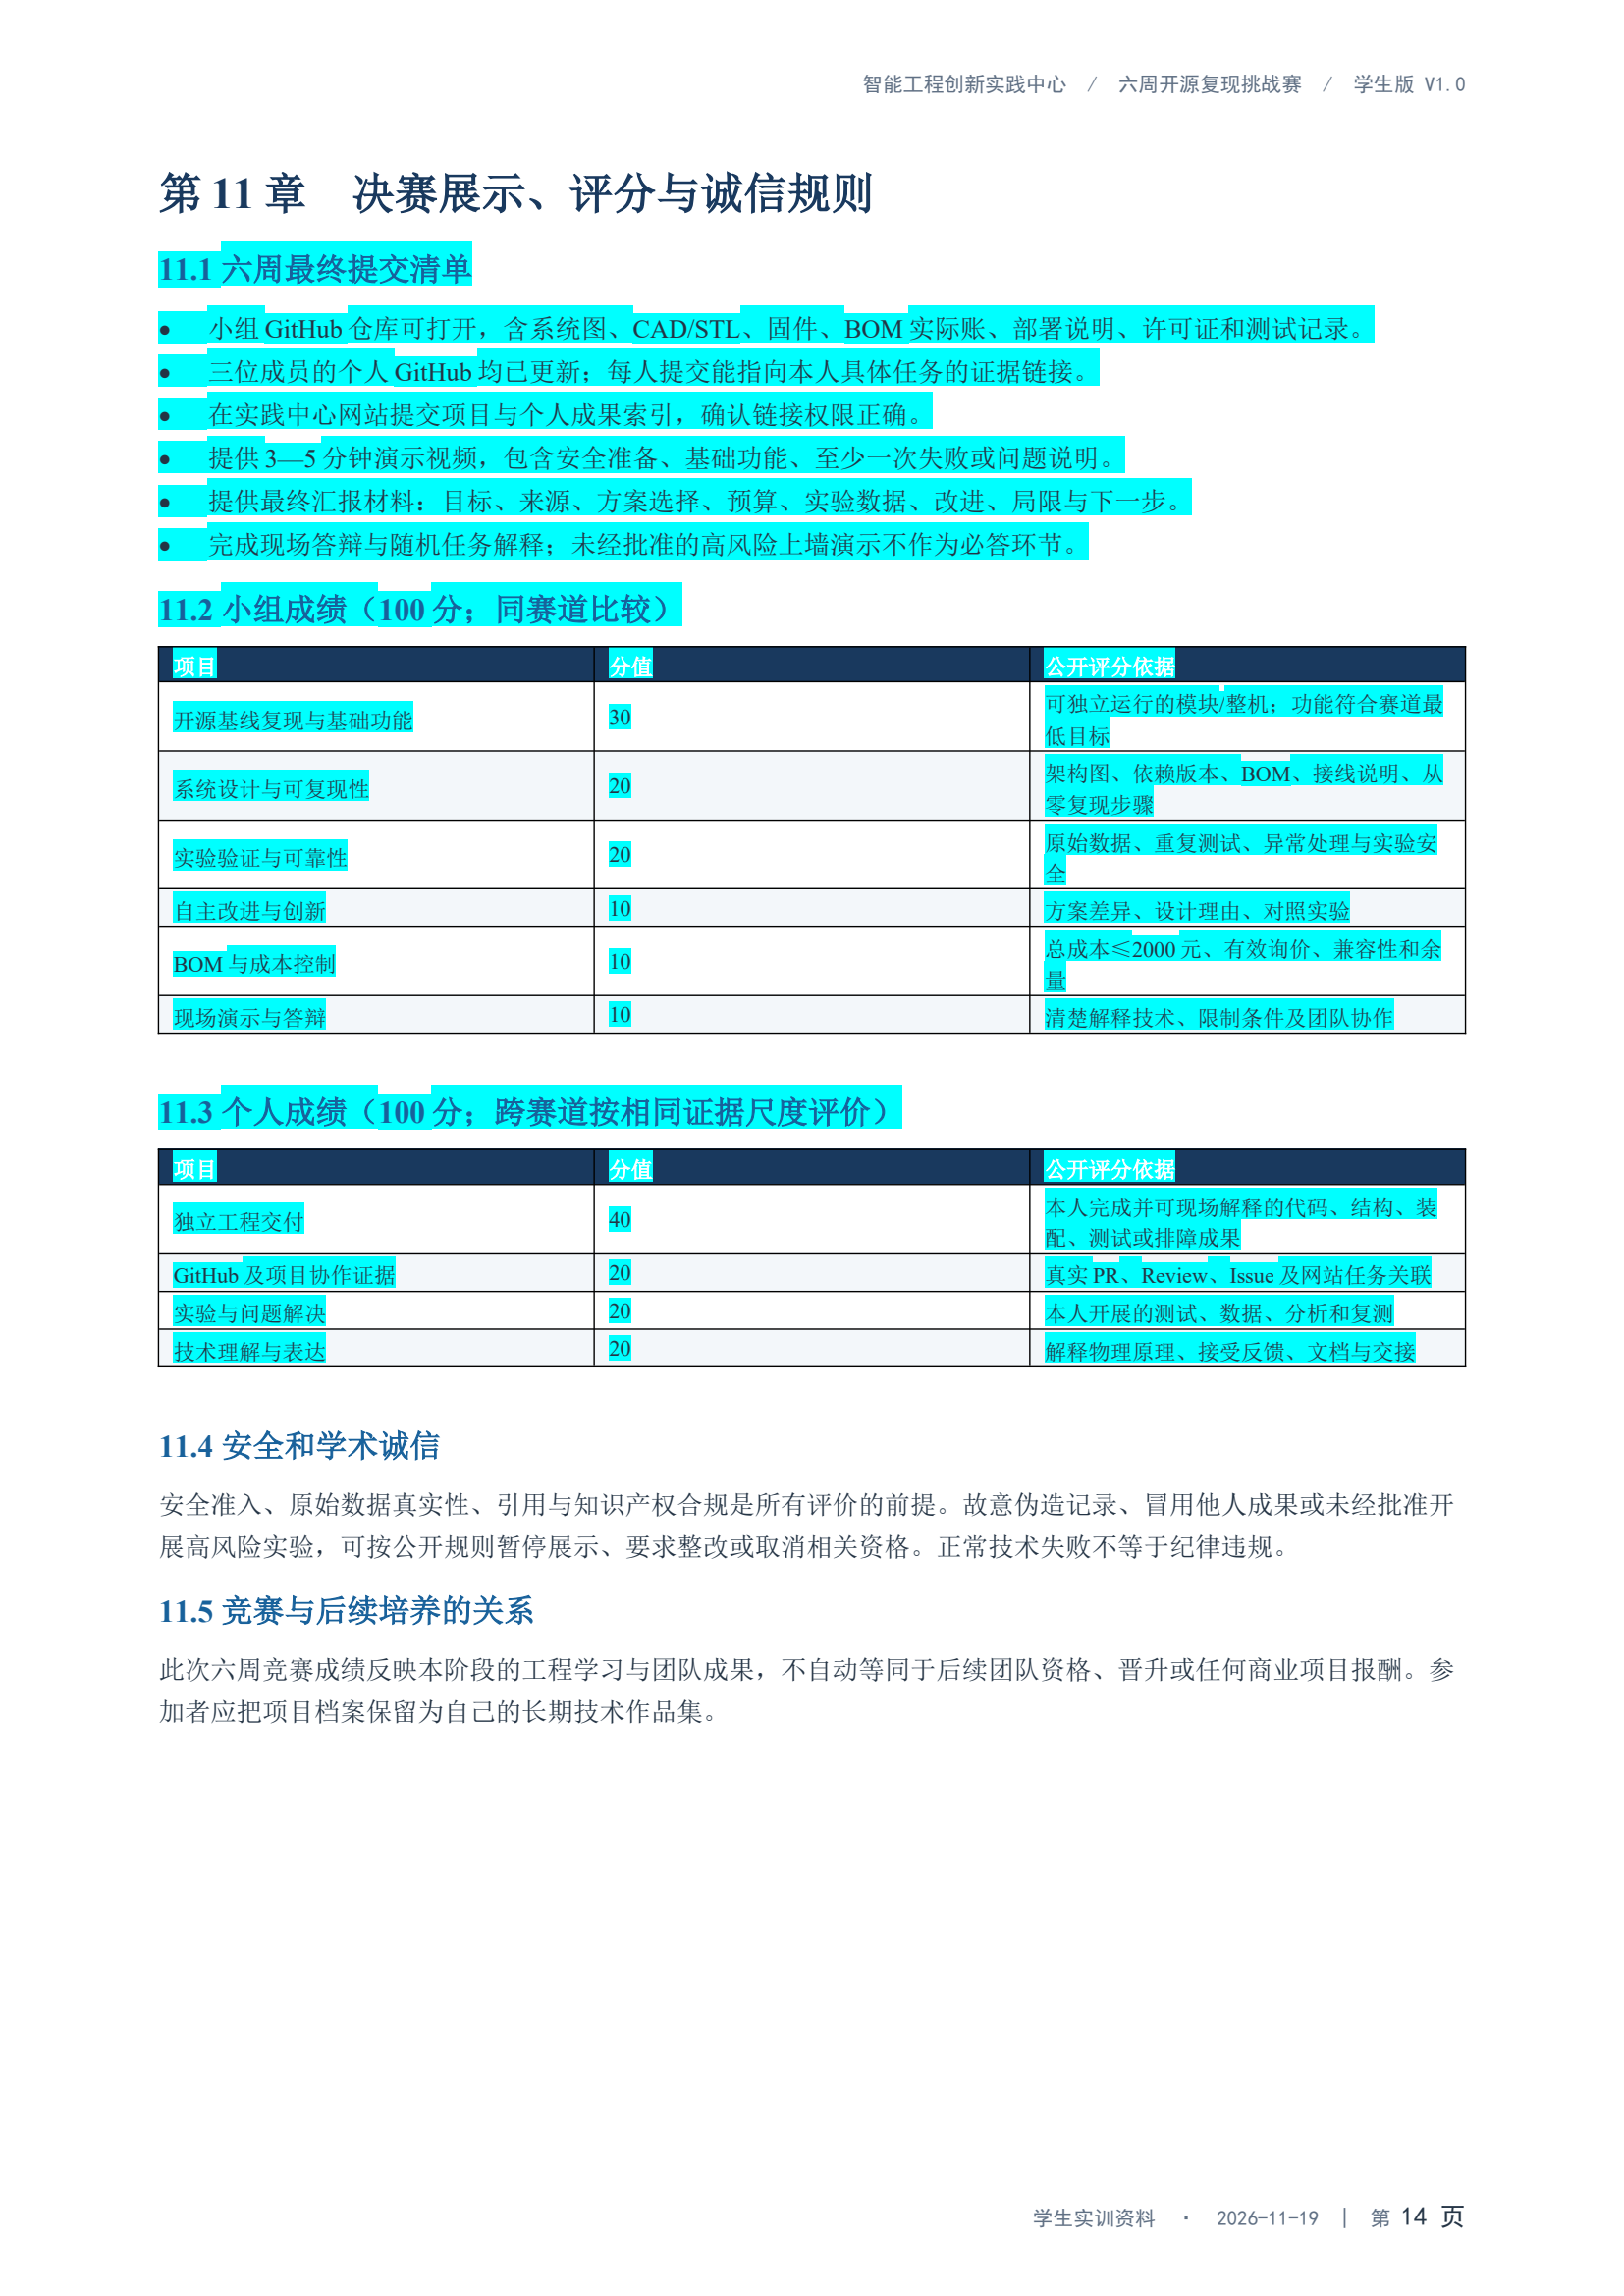 智能工程创新实践中心 / 六周开源复现挑战赛 / 学生版 V1.0
第 11 章 决赛展示、评分与诚信规则
11.1 六周最终提交清单
● 小组 GitHub 仓库可打开，含系统图、CAD/STL、固件、BOM 实际账、部署说明、许可证和测试记录。
● 三位成员的个人 GitHub 均已更新；每人提交能指向本人具体任务的证据链接。
● 在实践中心网站提交项目与个人成果索引，确认链接权限正确。
● 提供 3—5 分钟演示视频，包含安全准备、基础功能、至少一次失败或问题说明。
● 提供最终汇报材料：目标、来源、方案选择、预算、实验数据、改进、局限与下一步。
● 完成现场答辩与随机任务解释；未经批准的高风险上墙演示不作为必答环节。
11.2 小组成绩（100 分；同赛道比较）
项目 分值 公开评分依据
开源基线复现与基础功能 30 可独立运行的模块/整机；功能符合赛道最
低目标
系统设计与可复现性 20 架构图、依赖版本、BOM、接线说明、从
零复现步骤
实验验证与可靠性 20 原始数据、重复测试、异常处理与实验安
全
自主改进与创新 10 方案差异、设计理由、对照实验
BOM 与成本控制 10 总成本≤2000 元、有效询价、兼容性和余
量
现场演示与答辩 10 清楚解释技术、限制条件及团队协作
11.3 个人成绩（100 分；跨赛道按相同证据尺度评价）
项目 分值 公开评分依据
独立工程交付 40 本人完成并可现场解释的代码、结构、装
配、测试或排障成果
GitHub 及项目协作证据 20 真实 PR、Review、Issue 及网站任务关联
实验与问题解决 20 本人开展的测试、数据、分析和复测
技术理解与表达 20 解释物理原理、接受反馈、文档与交接
11.4 安全和学术诚信
安全准入、原始数据真实性、引用与知识产权合规是所有评价的前提。故意伪造记录、冒用他人成果或未经批准开
展高风险实验，可按公开规则暂停展示、要求整改或取消相关资格。正常技术失败不等于纪律违规。
11.5 竞赛与后续培养的关系
此次六周竞赛成绩反映本阶段的工程学习与团队成果，不自动等同于后续团队资格、晋升或任何商业项目报酬。参
加者应把项目档案保留为自己的长期技术作品集。
学生实训资料 · 2026-11-19 | 第 14 页